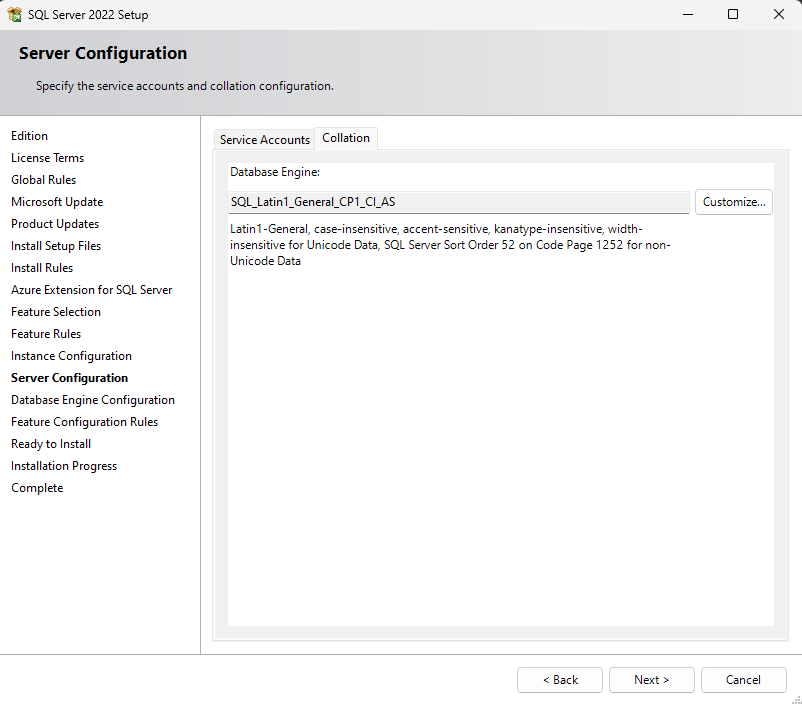 SQL Server 2022 Setup
Server Configuration
Specify the service accounts and collation configuration.
Edition
License Terms
Global Rules
Microsoft Update
Product Updates
Install Setup Files
Install Rules
Azure Extension for SQL Server
Feature Selection
Feature Rules
Instance Configuration
Server Configuration
Database Engine Configuration
Feature Configuration Rules
Ready to Install
Installation Progress
Complete
Service Accounts
Collation
Database Engine:
SQL_Latin1_General_CP1_CI_AS
Customize...
Latin1-General, case-insensitive, accent-sensitive, kanatype-insensitive, width-
insensitive for Unicode Data, SQL Server Sort Order 52 on Code Page 1252 for non-
Unicode Data
< Back
Next >
Cancel